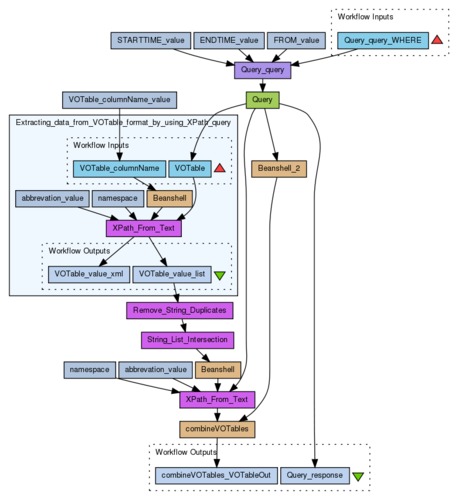 Workflow Inputs
STARTTIME_value
ENDTIME_value
FROM_value
Query_query_WHERE
Query_query
VOTable_columnName_value
Query
Extracting_data_from_VOTable_format_by_using_XPath_query
Workflow Inputs
VOTable_columnName
VOTable
Beanshell_2
abbrevation_value
namespace
Beanshell
XPath_From_Text
Workflow Outputs
VOTable_value_xml
VOTable_value_list
Remove_String_Duplicates
String_List_Intersection
namespace
abbrevation_value
Beanshell
XPath_From_Text
combineVOTables
Workflow Outputs
combineVOTables_VOTableOut
Query_response